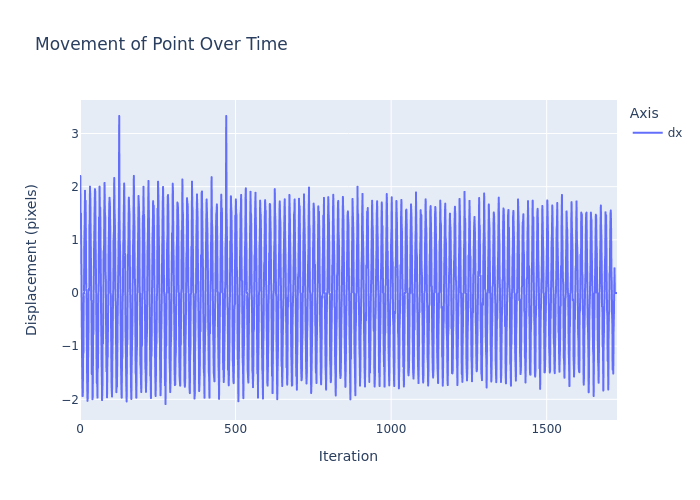 Movement of Point Over Time
Axis
dx
3
2
1
0
−1
−2
Displacement (pixels)
0
500
1000
1500
Iteration